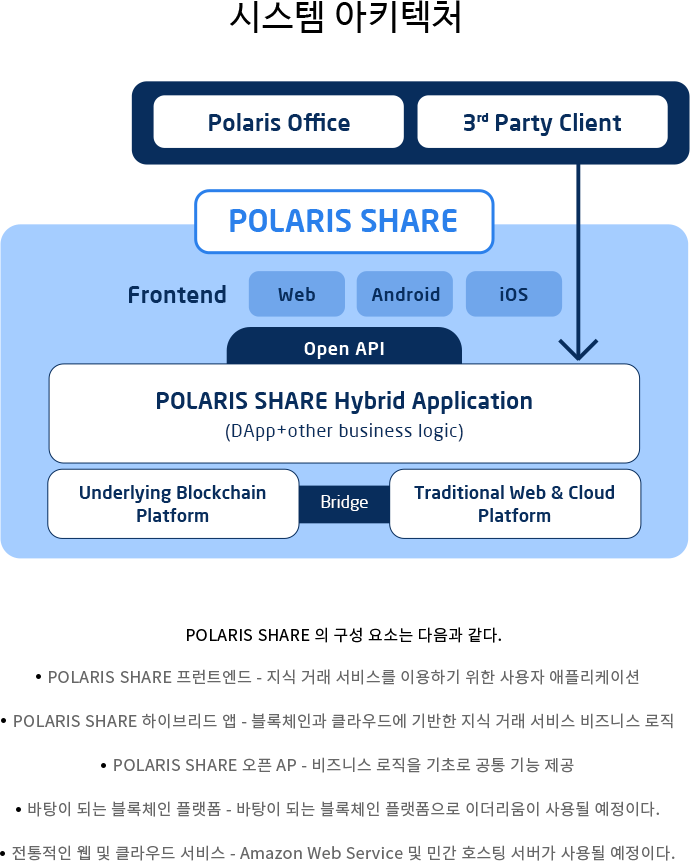 시스템 아키텍처
Polaris Office
3rd Party Client
POLARIS SHARE
Frontend
Web
Android
iOS
Open API
POLARIS SHARE Hybrid Application
(DApp+other business logic)
Underlying Blockchain
Platform
Bridge
Traditional Web & Cloud
Platform
POLARIS SHARE 의 구성 요소는 다음과 같다.
• POLARIS SHARE 프런트엔드 - 지식 거래 서비스를 이용하기 위한 사용자 애플리케이션
• POLARIS SHARE 하이브리드 앱 - 블록체인과 클라우드에 기반한 지식 거래 서비스 비즈니스 로직
• POLARIS SHARE 오픈 AP - 비즈니스 로직을 기초로 공통 기능 제공
• 바탕이 되는 블록체인 플랫폼 - 바탕이 되는 블록체인 플랫폼으로 이더리움이 사용될 예정이다.
• 전통적인 웹 및 클라우드 서비스 - Amazon Web Service 및 민간 호스팅 서버가 사용될 예정이다.